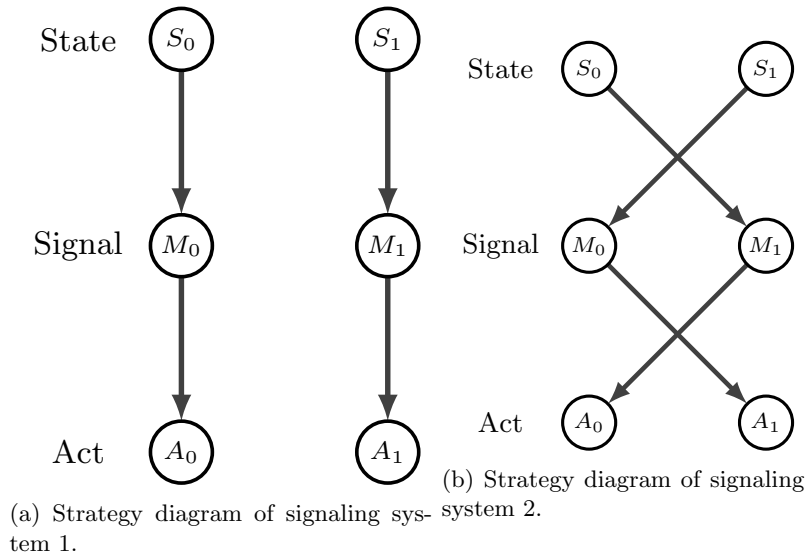 State S₀ S₁
Signal M₀ M₁
Act A₀ A₁
(a) Strategy diagram of signaling sys-
tem 1.
State S₀ S₁
Signal M₀ M₁
Act A₀ A₁
(b) Strategy diagram of signaling
system 2.